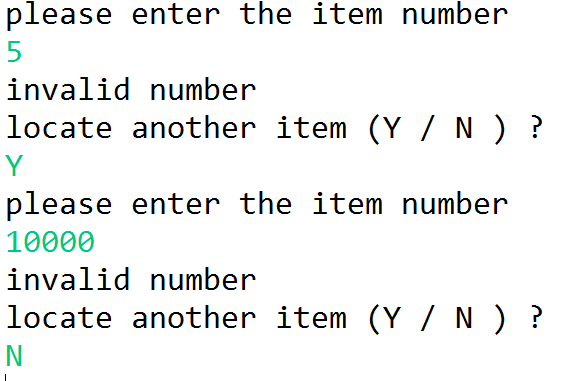 please enter the item number
5
invalid number
locate another item (Y / N ) ?
Y
please enter the item number
10000
invalid number
locate another item (Y / N ) ?
N